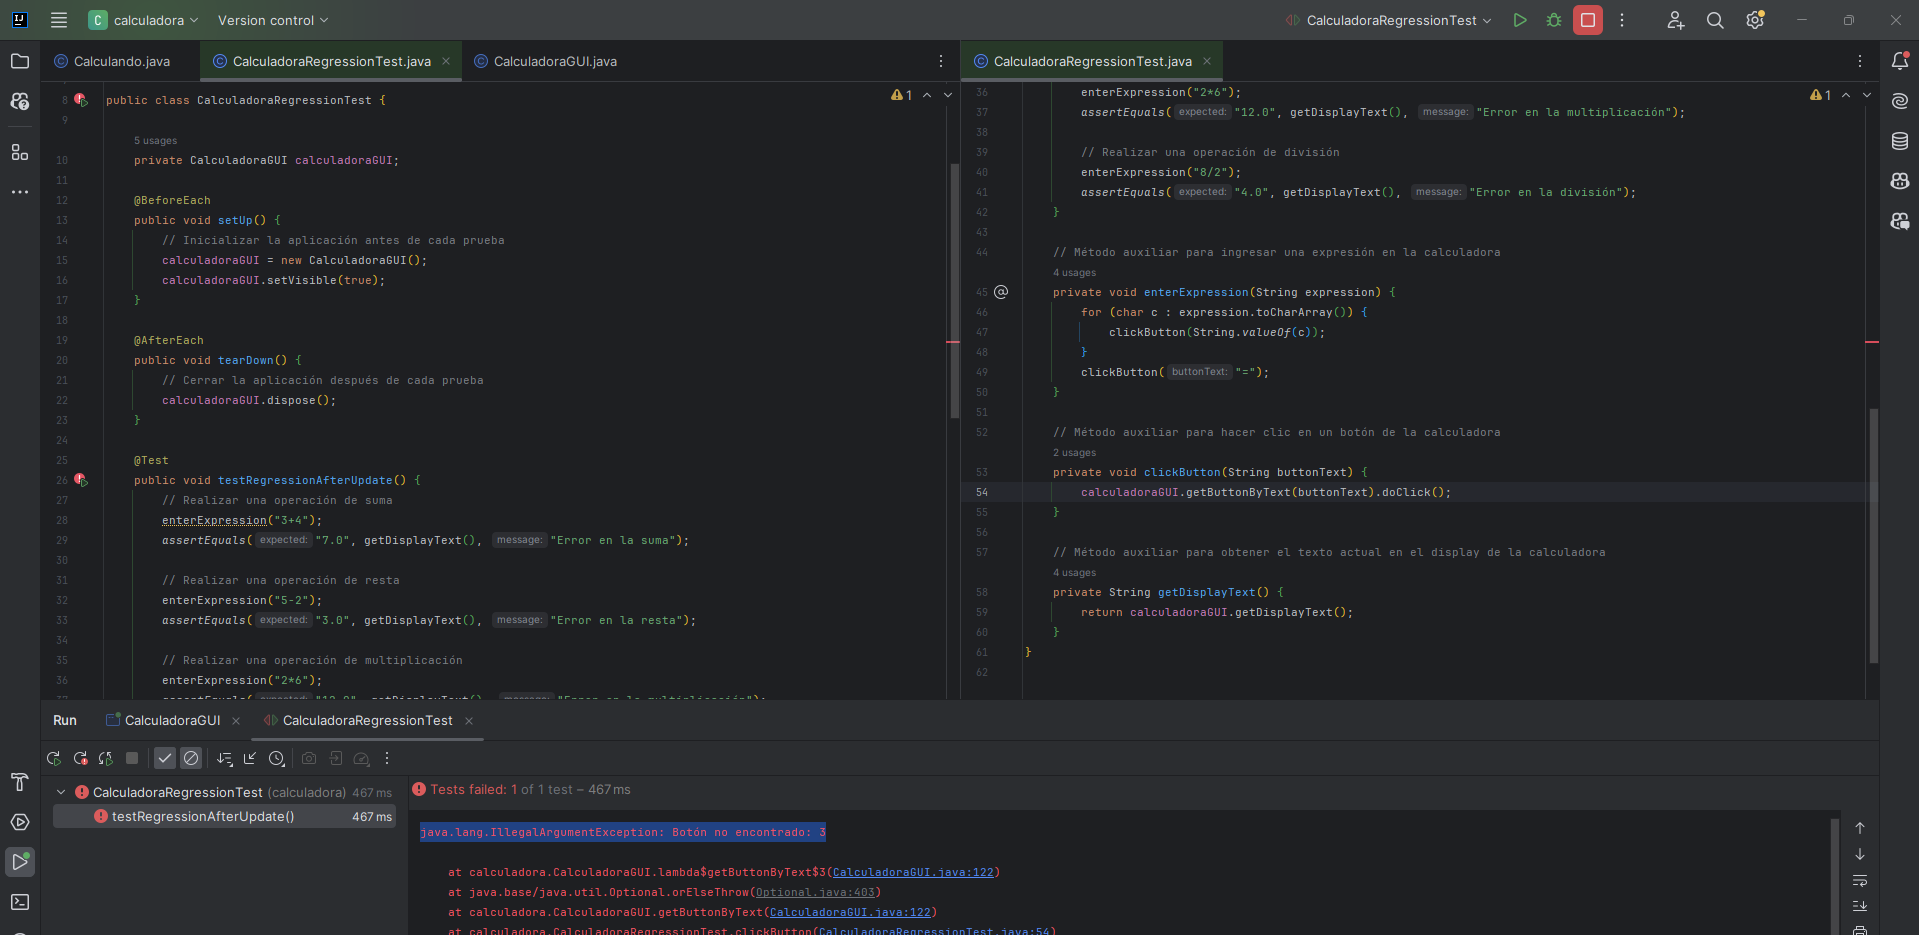 IJ C calculadora Version control CalculadoraRegressionTest
Calculando.java CalculadoraRegressionTest.java CalculadoraGUI.java
8 public class CalculadoraRegressionTest { 1
9
5 usages
10 private CalculadoraGUI calculadoraGUI;
11
12 @BeforeEach
13 public void setUp() {
14 // Inicializar la aplicación antes de cada prueba
15 calculadoraGUI = new CalculadoraGUI();
16 calculadoraGUI.setVisible(true);
17 }
18
19 @AfterEach
20 public void tearDown() {
21 // Cerrar la aplicación después de cada prueba
22 calculadoraGUI.dispose();
23 }
24
25 @Test
26 public void testRegressionAfterUpdate() {
27 // Realizar una operación de suma
28 enterExpression("3+4");
29 assertEquals( expected: "7.0", getDisplayText(), message: "Error en la suma");
30
31 // Realizar una operación de resta
32 enterExpression("5-2");
33 assertEquals( expected: "3.0", getDisplayText(), message: "Error en la resta");
34
35 // Realizar una operación de multiplicación
36 enterExpression("2*6");
37 assertEquals( expected: "12.0", getDisplayText(), message: "Error en la multiplicación");
CalculadoraRegressionTest.java
1
36 enterExpression("2*6");
37 assertEquals( expected: "12.0", getDisplayText(), message: "Error en la multiplicación");
38
39 // Realizar una operación de división
40 enterExpression("8/2");
41 assertEquals( expected: "4.0", getDisplayText(), message: "Error en la división");
42 }
43
44 // Método auxiliar para ingresar una expresión en la calculadora
4 usages
45 @ private void enterExpression(String expression) {
46 for (char c : expression.toCharArray()) {
47 clickButton(String.valueOf(c));
48 }
49 clickButton( buttonText: "=");
50 }
51
52 // Método auxiliar para hacer clic en un botón de la calculadora
2 usages
53 private void clickButton(String buttonText) {
54 calculadoraGUI.getButtonByText(buttonText).doClick();
55 }
56
57 // Método auxiliar para obtener el texto actual en el display de la calculadora
4 usages
58 private String getDisplayText() {
59 return calculadoraGUI.getDisplayText();
60 }
61 }
62
Run CalculadoraGUI CalculadoraRegressionTest
CalculadoraRegressionTest (calculadora) 467 ms
testRegressionAfterUpdate() 467 ms
Tests failed: 1 of 1 test – 467 ms
java.lang.IllegalArgumentException: Botón no encontrado: 3
at calculadora.CalculadoraGUI.lambda$getButtonByText$3(CalculadoraGUI.java:122)
at java.base/java.util.Optional.orElseThrow(Optional.java:403)
at calculadora.CalculadoraGUI.getButtonByText(CalculadoraGUI.java:122)
at calculadora.CalculadoraRegressionTest.clickButton(CalculadoraRegressionTest.java:54)